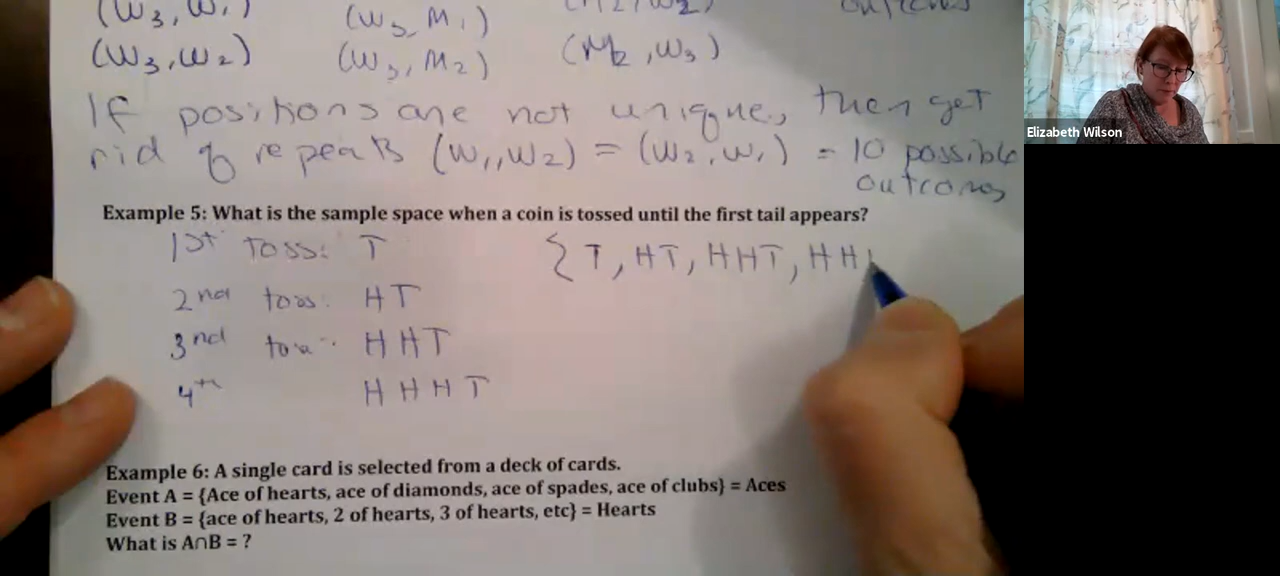 (W3, W1) (W3, M1) (M2, W2) outcomes
(W3, W2) (W3, M2) (M2, W3)
If positions are not unique, then get
rid of repeats (W1, W2) = (W2, W1) = 10 possible
outcomes
Example 5: What is the sample space when a coin is tossed until the first tail appears?
1st toss: T { T, HT, HHT, HH
2nd toss: HT
3rd toss: HHT
4th HHHT
Example 6: A single card is selected from a deck of cards.
Event A = {Ace of hearts, ace of diamonds, ace of spades, ace of clubs} = Aces
Event B = {ace of hearts, 2 of hearts, 3 of hearts, etc} = Hearts
What is A∩B = ?
Elizabeth Wilson